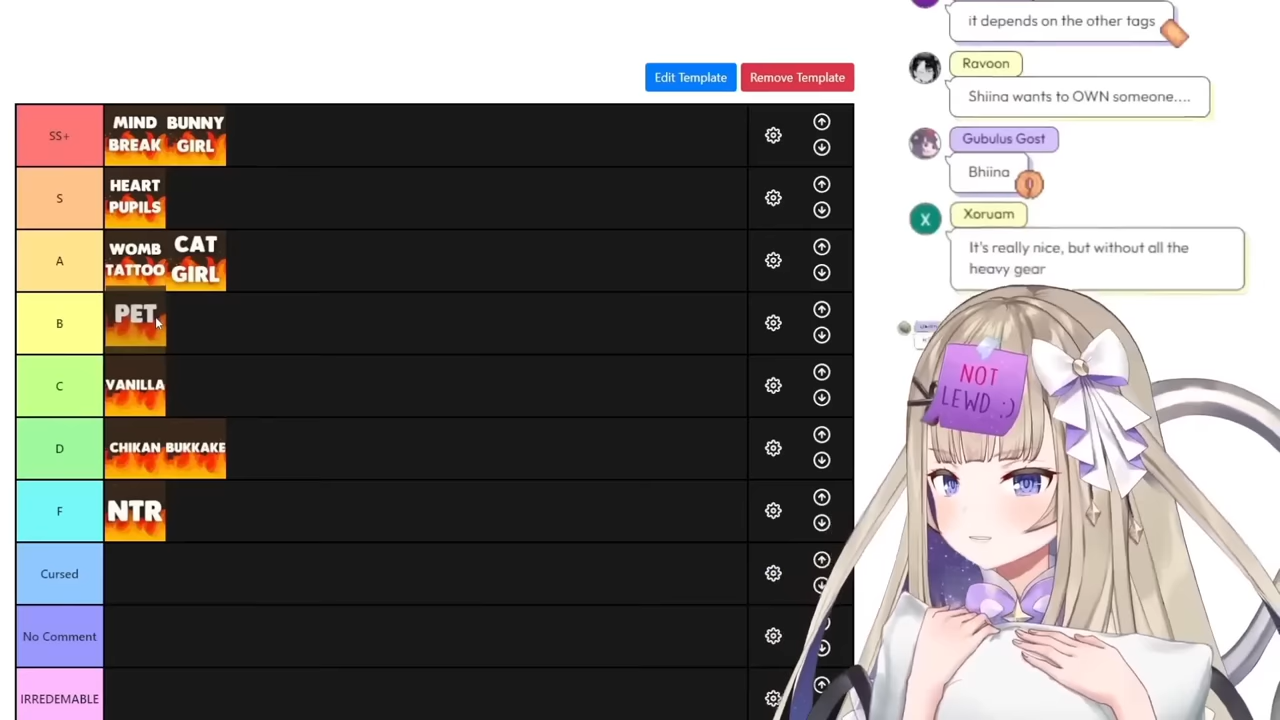 it depends on the other tags
Ravoon
Shiina wants to OWN someone....
Gubulus Gost
Bhiina
X
Xoruam
It's really nice, but without all the
heavy gear
Edit Template
Remove Template
SS+
MIND
BREAK
BUNNY
GIRL
S
HEART
PUPILS
A
WOMB
TATTOO
CAT
GIRL
B
PET
C
VANILLA
D
CHIKAN
BUKKAKE
F
NTR
Cursed
No Comment
IRREDEMABLE
NOT
LEWD :)